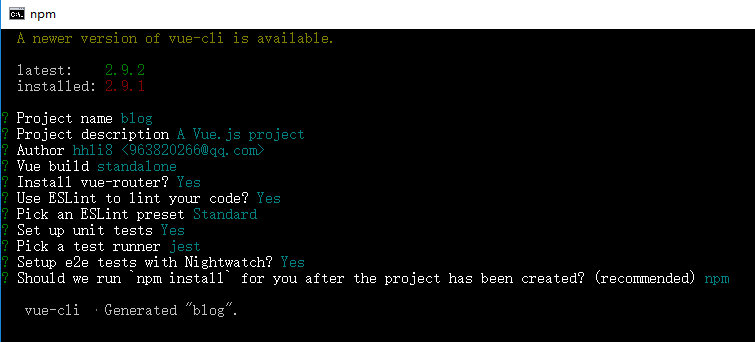 npm
A newer version of vue-cli is available.
latest: 2.9.2
installed: 2.9.1
? Project name blog
? Project description A Vue.js project
? Author hhli8 <963820266@qq.com>
? Vue build standalone
? Install vue-router? Yes
? Use ESLint to lint your code? Yes
? Pick an ESLint preset Standard
? Set up unit tests Yes
? Pick a test runner jest
? Setup e2e tests with Nightwatch? Yes
? Should we run `npm install` for you after the project has been created? (recommended) npm
vue-cli · Generated "blog".